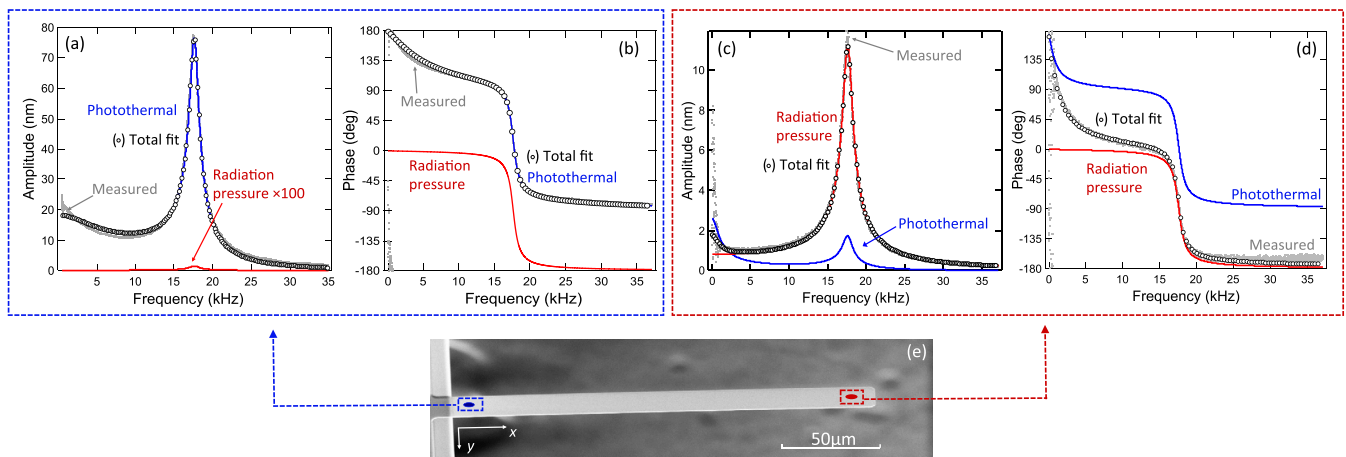 (a)
Amplitude (nm)
80
70
60
50
40
30
20
10
0
Photothermal
(∘) Total fit
Radiation
pressure ×100
Measured
5 10 15 20 25 30 35
Frequency (kHz)
(b)
Phase (deg)
180
135
90
45
0
-45
-90
-135
-180
Measured
Radiation
pressure
(∘) Total fit
Photothermal
0 5 10 15 20 25 30 35
Frequency (kHz)
(c)
Amplitude (nm)
10
8
6
4
2
0
Measured
Radiation
pressure
(∘) Total fit
Photothermal
0 5 10 15 20 25 30 35
Frequency (kHz)
(d)
Phase (deg)
135
90
45
0
-45
-90
-135
-180
(∘) Total fit
Radiation
pressure
Photothermal
Measured
0 5 10 15 20 25 30 35
Frequency (kHz)
(e)
x
y
50μm